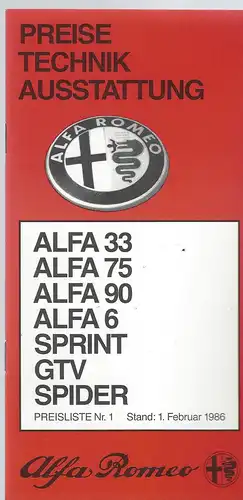 PREISE
TECHNIK
AUSSTATTUNG
ALFA ROMEO
ALFA 33
ALFA 75
ALFA 90
ALFA 6
SPRINT
GTV
SPIDER
PREISLISTE Nr. 1 Stand: 1. Februar 1986
Alfa Romeo